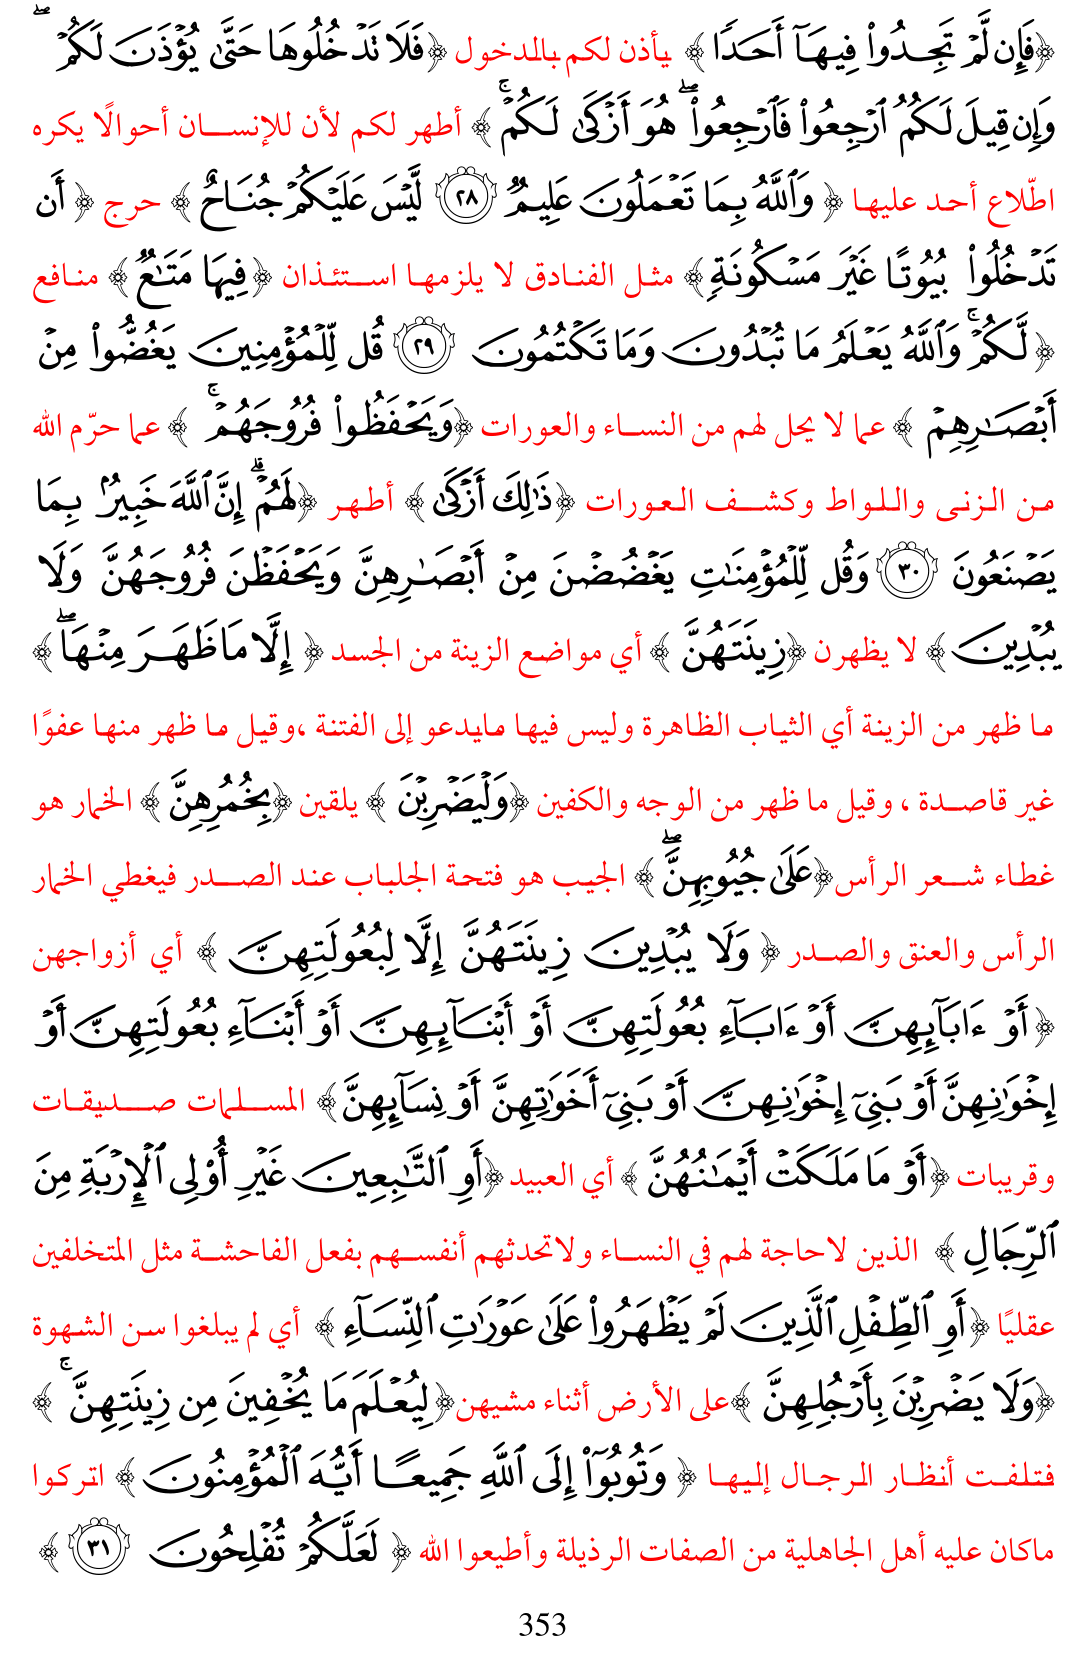 ﴿فَإِن لَّمْ تَجِدُوا۟ فِيهَآ أَحَدًا﴾ يأذن لكم بالمدخول ﴿فَلَا تَدْخُلُوهَا حَتَّىٰ يُؤْذَنَ لَكُمْ ۖ
وَإِن قِيلَ لَكُمُ ٱرْجِعُوا۟ فَٱرْجِعُوا۟ ۖ هُوَ أَزْكَىٰ لَكُمْ ۚ﴾ أطهر لكم لأن للإنسان أحوالًا يكره
اطّلاع أحد عليها ﴿وَٱللَّهُ بِمَا تَعْمَلُونَ عَلِيمٌ ٢٨ لَّيْسَ عَلَيْكُمْ جُنَاحٌ﴾ حرج ﴿أَن
تَدْخُلُوا۟ بُيُوتًا غَيْرَ مَسْكُونَةٍ﴾ مثل الفنادق لا يلزمها استئذان ﴿فِيهَا مَتَـٰعٌ﴾ منافع
﴿لَّكُمْ ۚ وَٱللَّهُ يَعْلَمُ مَا تُبْدُونَ وَمَا تَكْتُمُونَ ٢٩ قُل لِّلْمُؤْمِنِينَ يَغُضُّوا۟ مِنْ
أَبْصَـٰرِهِمْ﴾ عما لا يحل لهم من النساء والعورات ﴿وَيَحْفَظُوا۟ فُرُوجَهُمْ ۚ﴾ عما حرّم الله
من الزنى واللواط وكشف العورات ﴿ذَٰلِكَ أَزْكَىٰ﴾ أطهر ﴿لَهُمْ ۗ إِنَّ ٱللَّهَ خَبِيرٌۢ بِمَا
يَصْنَعُونَ ٣٠ وَقُل لِّلْمُؤْمِنَـٰتِ يَغْضُضْنَ مِنْ أَبْصَـٰرِهِنَّ وَيَحْفَظْنَ فُرُوجَهُنَّ وَلَا
يُبْدِينَ﴾ لا يظهرن ﴿زِينَتَهُنَّ﴾ أي مواضع الزينة من الجسد ﴿إِلَّا مَا ظَهَرَ مِنْهَا ۖ﴾
ما ظهر من الزينة أي الثياب الظاهرة وليس فيها مايدعو إلى الفتنة ،وقيل ما ظهر منها عفوًا
غير قاصدة ، وقيل ما ظهر من الوجه والكفين ﴿وَلْيَضْرِبْنَ﴾ يلقين ﴿بِخُمُرِهِنَّ﴾ الخمار هو
غطاء شعر الرأس﴿عَلَىٰ جُيُوبِهِنَّ ۖ﴾ الجيب هو فتحة الجلباب عند الصدر فيغطي الخمار
الرأس والعنق والصدر ﴿وَلَا يُبْدِينَ زِينَتَهُنَّ إِلَّا لِبُعُولَتِهِنَّ﴾ أي أزواجهن
﴿أَوْ ءَابَآئِهِنَّ أَوْ ءَابَآءِ بُعُولَتِهِنَّ أَوْ أَبْنَآئِهِنَّ أَوْ أَبْنَآءِ بُعُولَتِهِنَّ أَوْ
إِخْوَٰنِهِنَّ أَوْ بَنِىٓ إِخْوَٰنِهِنَّ أَوْ بَنِىٓ أَخَوَٰتِهِنَّ أَوْ نِسَآئِهِنَّ﴾ المسلمات صديقات
وقريبات ﴿أَوْ مَا مَلَكَتْ أَيْمَـٰنُهُنَّ﴾ أي العبيد ﴿أَوِ ٱلتَّـٰبِعِينَ غَيْرِ أُو۟لِى ٱلْإِرْبَةِ مِنَ
ٱلرِّجَالِ﴾ الذين لاحاجة لهم في النساء ولاتحدثهم أنفسهم بفعل الفاحشة مثل المتخلفين
عقليًا ﴿أَوِ ٱلطِّفْلِ ٱلَّذِينَ لَمْ يَظْهَرُوا۟ عَلَىٰ عَوْرَٰتِ ٱلنِّسَآءِ﴾ أي لم يبلغوا سن الشهوة
﴿وَلَا يَضْرِبْنَ بِأَرْجُلِهِنَّ﴾على الأرض أثناء مشيهن﴿لِيُعْلَمَ مَا يُخْفِينَ مِن زِينَتِهِنَّ ۚ﴾
فتلفت أنظار الرجال إليها ﴿وَتُوبُوٓا۟ إِلَى ٱللَّهِ جَمِيعًا أَيُّهَ ٱلْمُؤْمِنُونَ﴾ اتركوا
ماكان عليه أهل الجاهلية من الصفات الرذيلة وأطيعوا الله ﴿لَعَلَّكُمْ تُفْلِحُونَ ٣١﴾
353